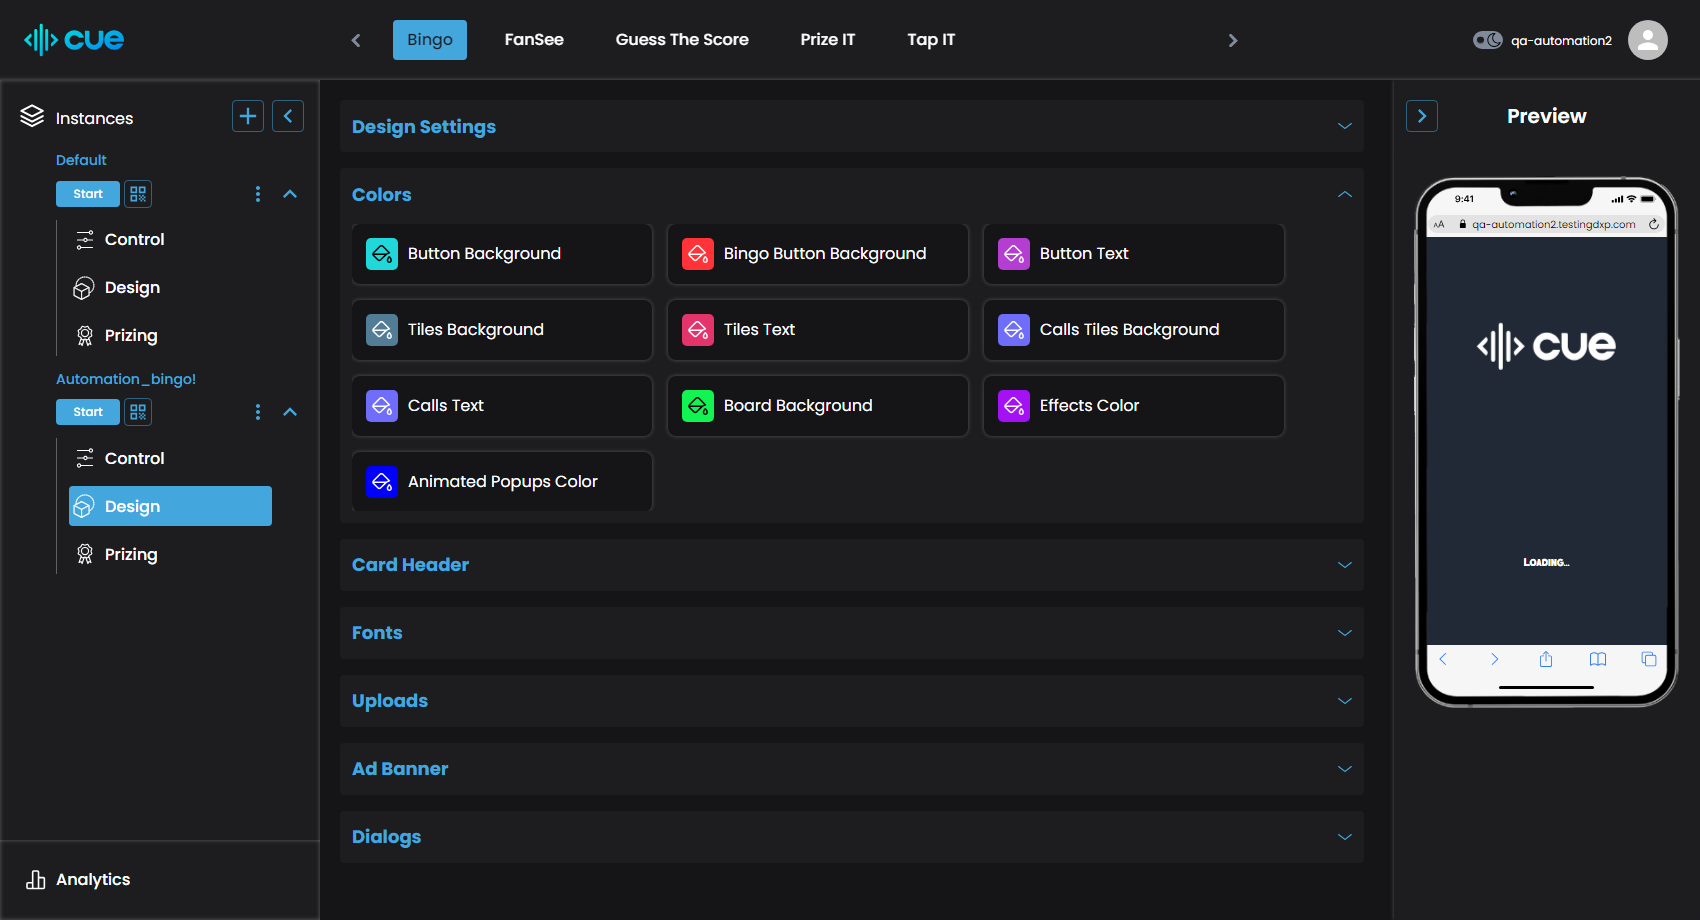 cue
Bingo
FanSee
Guess The Score
Prize IT
Tap IT
qa-automation2
Instances
Default
Start
Control
Design
Prizing
Automation_bingo!
Start
Control
Design
Prizing
Analytics
Design Settings
Colors
Button Background
Bingo Button Background
Button Text
Tiles Background
Tiles Text
Calls Tiles Background
Calls Text
Board Background
Effects Color
Animated Popups Color
Card Header
Fonts
Uploads
Ad Banner
Dialogs
Preview
9:41
AA qa-automation2.testingdxp.com
cue
LOADING...